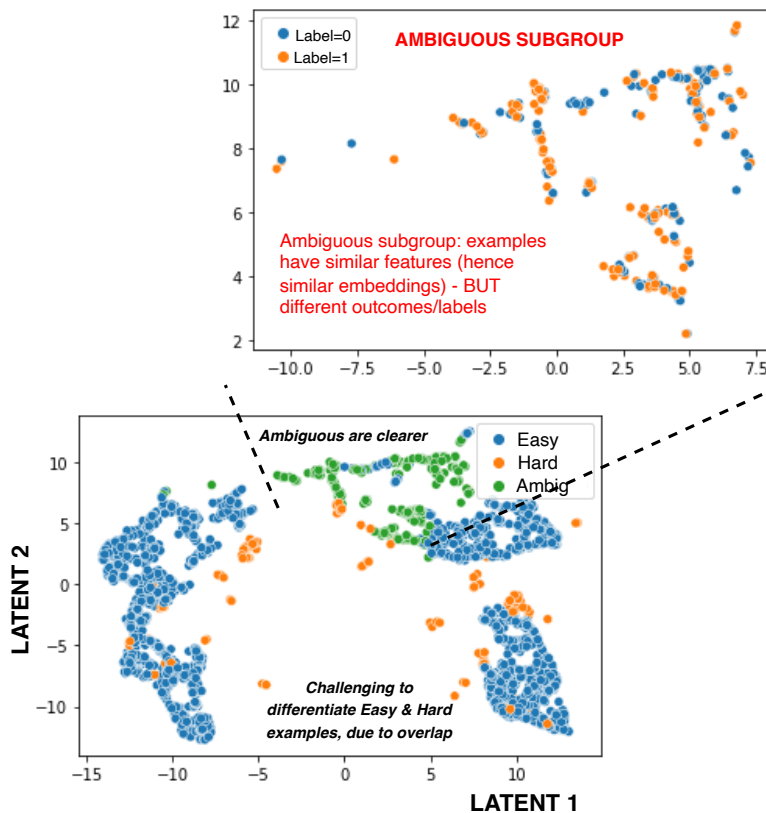 12
10
8
6
4
2
Label=0
Label=1
AMBIGUOUS SUBGROUP
Ambiguous subgroup: examples
have similar features (hence
similar embeddings) - BUT
different outcomes/labels
−10.0 −7.5 −5.0 −2.5 0.0 2.5 5.0 7.5
Ambiguous are clearer
Easy
Hard
Ambig
10
5
0
−5
−10
LATENT 2
Challenging to
differentiate Easy & Hard
examples, due to overlap
−15 −10 −5 0 5 10
LATENT 1